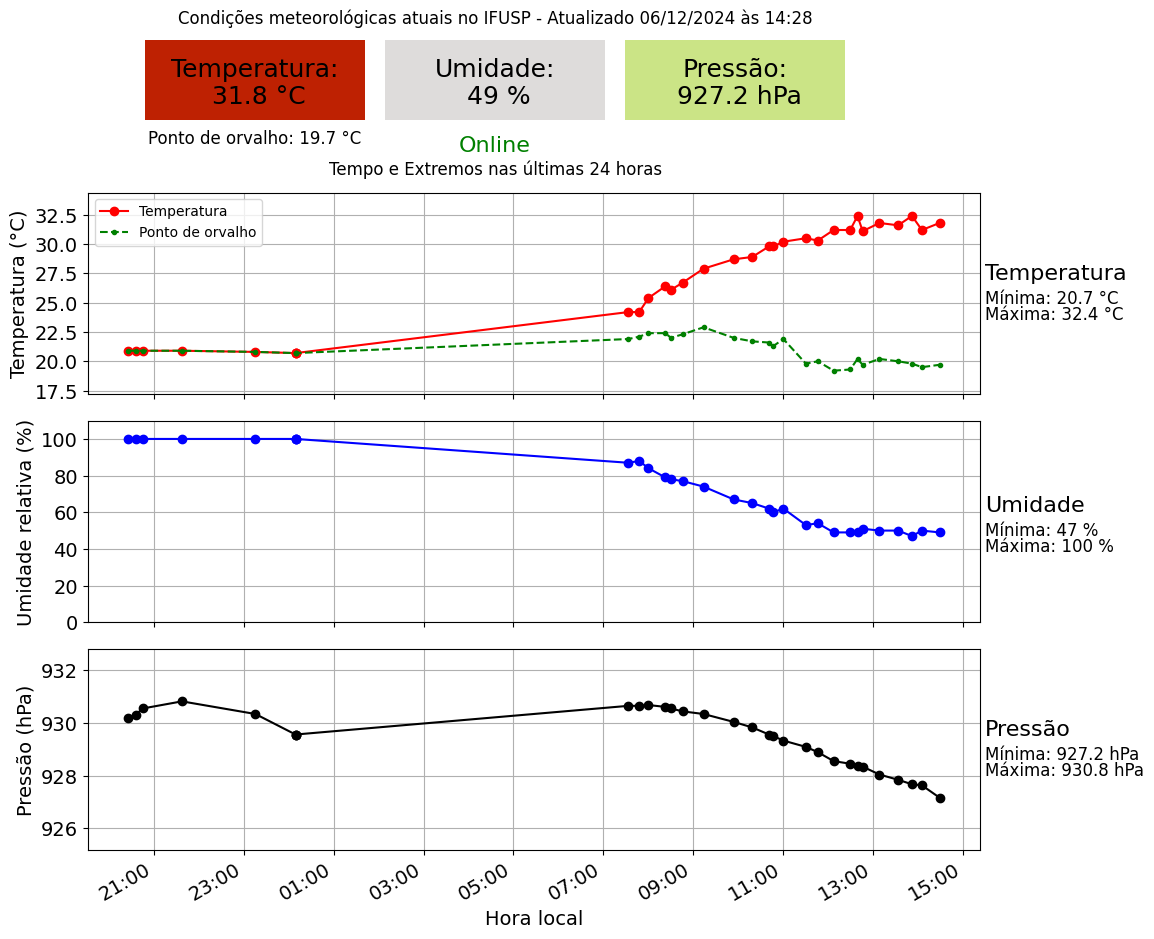 Condições meteorológicas atuais no IFUSP - Atualizado 06/12/2024 às 14:28
Temperatura:
31.8 °C
Umidade:
49 %
Pressão:
927.2 hPa
Ponto de orvalho: 19.7 °C
Online
Tempo e Extremos nas últimas 24 horas
Temperatura
Ponto de orvalho
Temperatura (°C)
32.5
30.0
27.5
25.0
22.5
20.0
17.5
Temperatura
Mínima: 20.7 °C
Máxima: 32.4 °C
Umidade relativa (%)
100
80
60
40
20
0
Umidade
Mínima: 47 %
Máxima: 100 %
Pressão (hPa)
932
930
928
926
Pressão
Mínima: 927.2 hPa
Máxima: 930.8 hPa
21:00
23:00
01:00
03:00
05:00
07:00
09:00
11:00
13:00
15:00
Hora local